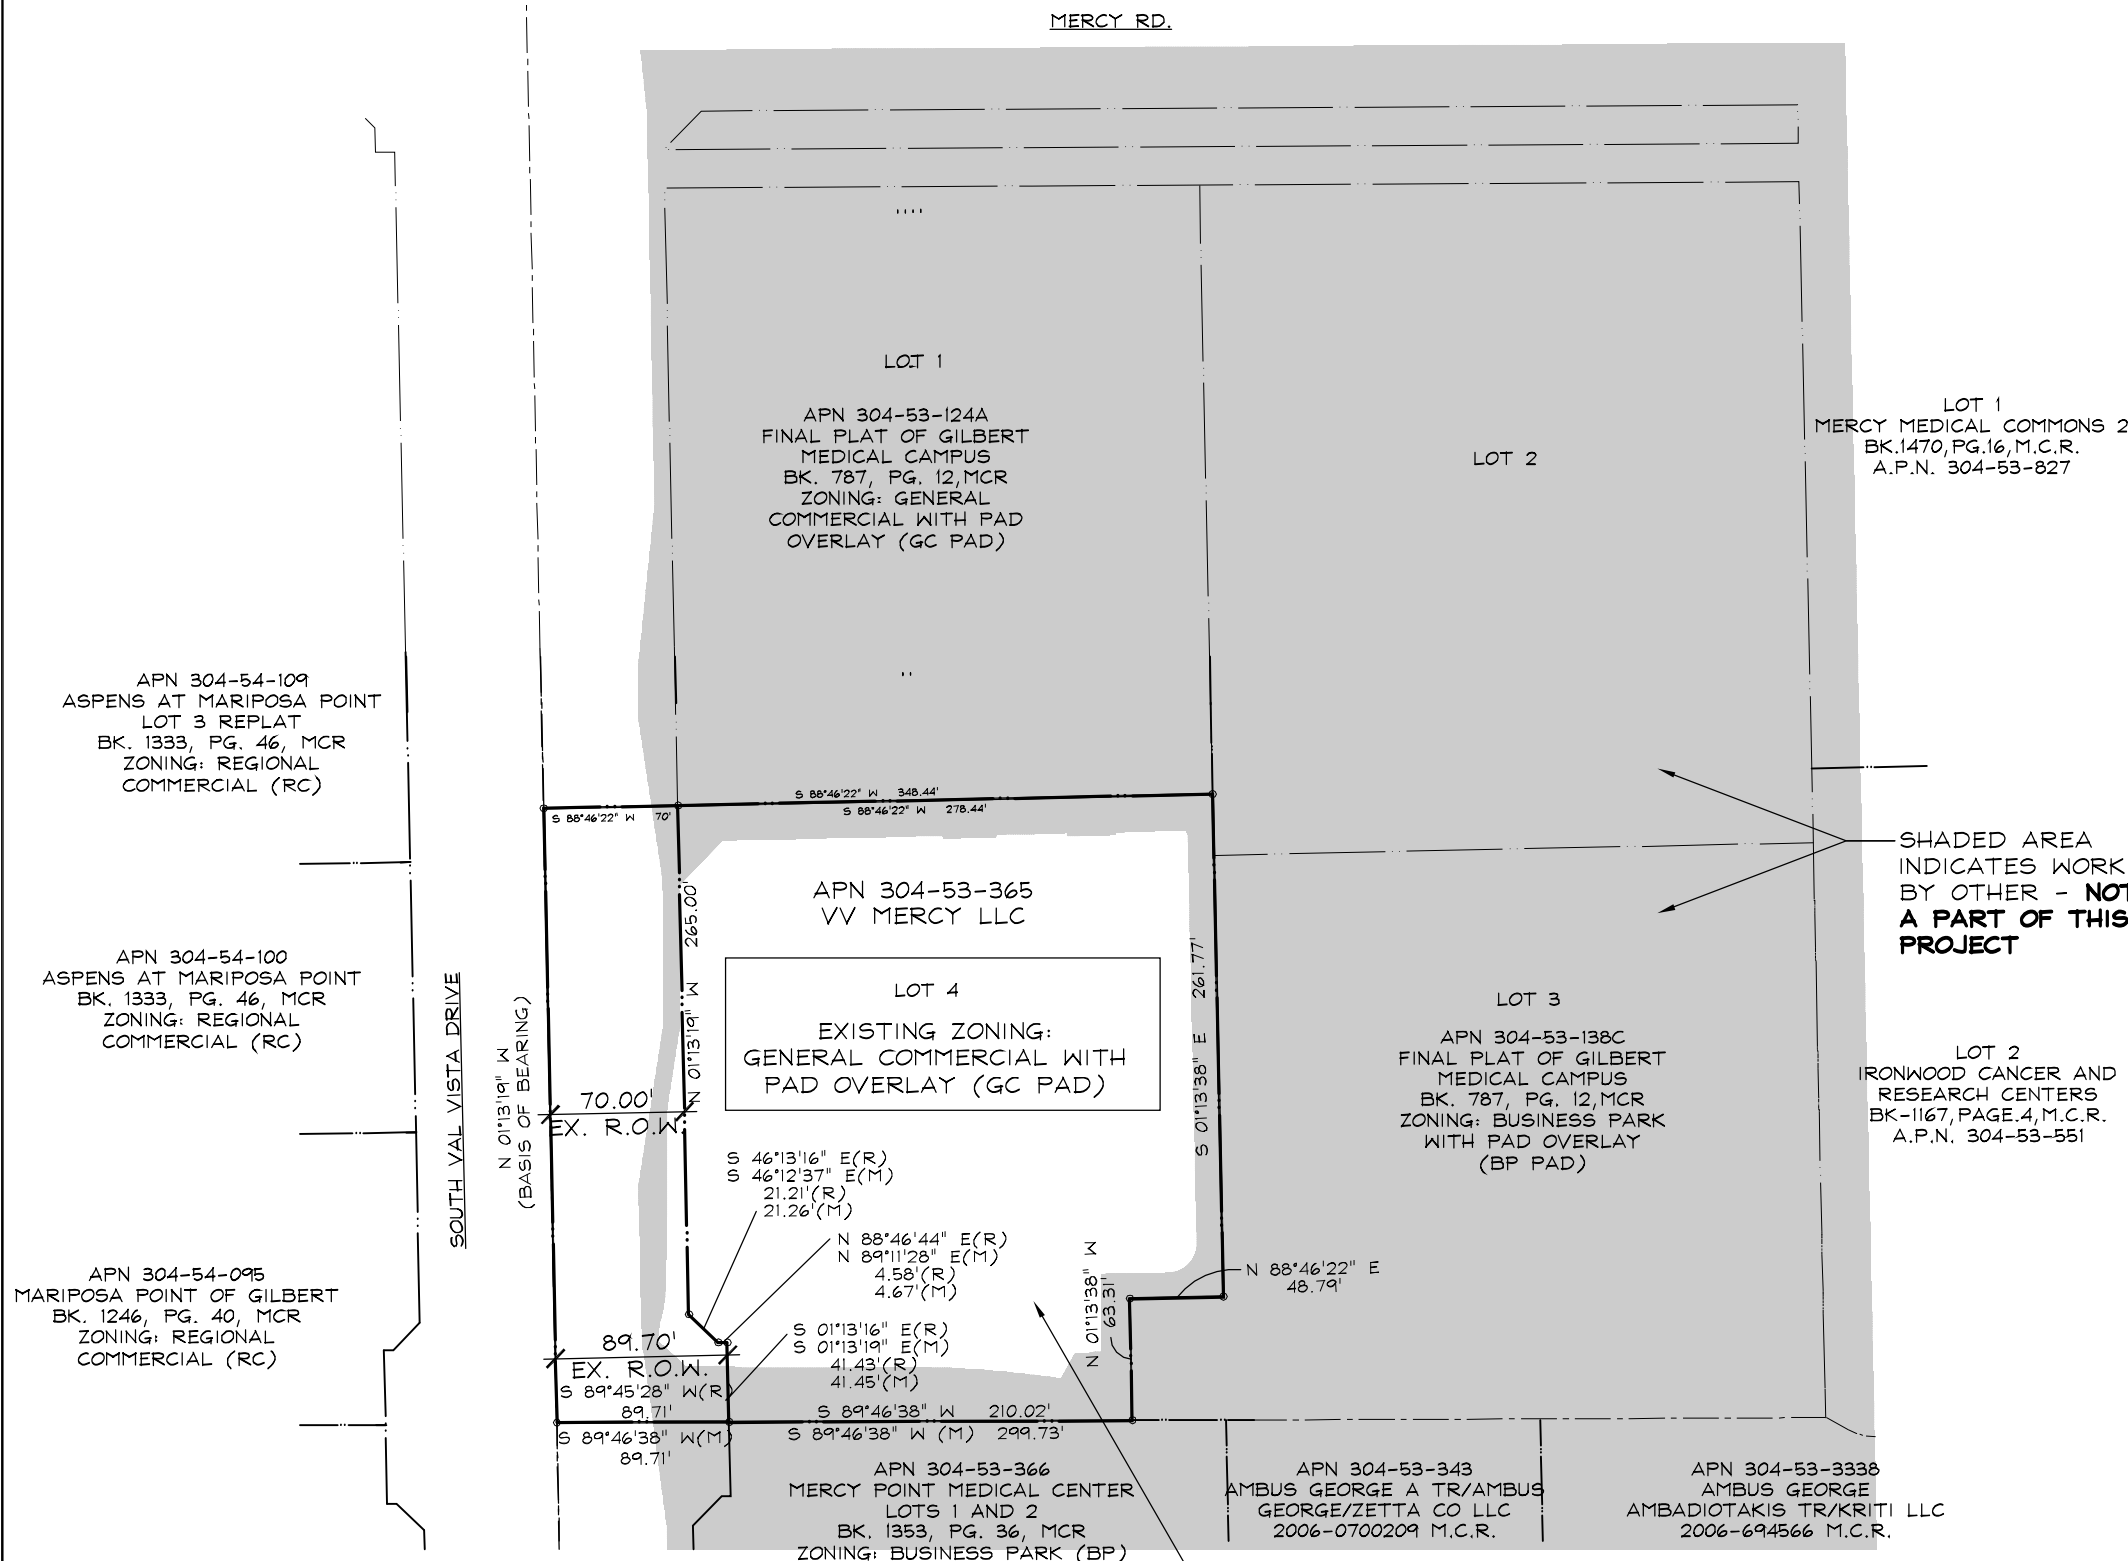 MERCY RD.
LOT 1
APN 304-53-124A
FINAL PLAT OF GILBERT
MEDICAL CAMPUS
BK. 787, PG. 12,MCR
ZONING: GENERAL
COMMERCIAL WITH PAD
OVERLAY (GC PAD)
LOT 2
LOT 1
MERCY MEDICAL COMMONS 2
BK.1470,PG.16,M.C.R.
A.P.N. 304-53-827
APN 304-54-109
ASPENS AT MARIPOSA POINT
LOT 3 REPLAT
BK. 1333, PG. 46, MCR
ZONING: REGIONAL
COMMERCIAL (RC)
S 88°46'22" W 348.44'
S 88°46'22" W 278.44'
S 88°46'22" W 70'
SHADED AREA
INDICATES WORK
BY OTHER - NOT
A PART OF THIS
PROJECT
APN 304-53-365
VV MERCY LLC
LOT 4
EXISTING ZONING:
GENERAL COMMERCIAL WITH
PAD OVERLAY (GC PAD)
N 01°13'19" W 265.00'
S 01°13'38" E 261.77'
APN 304-54-100
ASPENS AT MARIPOSA POINT
BK. 1333, PG. 46, MCR
ZONING: REGIONAL
COMMERCIAL (RC)
SOUTH VAL VISTA DRIVE
N 01°13'19" W
(BASIS OF BEARING)
70.00'
EX. R.O.W.
LOT 3
APN 304-53-138C
FINAL PLAT OF GILBERT
MEDICAL CAMPUS
BK. 787, PG. 12,MCR
ZONING: BUSINESS PARK
WITH PAD OVERLAY
(BP PAD)
LOT 2
IRONWOOD CANCER AND
RESEARCH CENTERS
BK-1167,PAGE.4,M.C.R.
A.P.N. 304-53-551
S 46°13'16" E(R)
S 46°12'37" E(M)
21.21'(R)
21.26'(M)
N 88°46'44" E(R)
N 89°11'28" E(M)
4.58'(R)
4.67'(M)
N 01°13'38" W
63.31'
N 88°46'22" E
48.79'
APN 304-54-095
MARIPOSA POINT OF GILBERT
BK. 1246, PG. 40, MCR
ZONING: REGIONAL
COMMERCIAL (RC)
S 01°13'16" E(R)
S 01°13'19" E(M)
41.43'(R)
41.45'(M)
89.70'
EX. R.O.W.
S 89°45'28" W(R)
89.71'
S 89°46'38" W(M)
89.71'
S 89°46'38" W 210.02'
S 89°46'38" W (M) 299.73'
APN 304-53-366
MERCY POINT MEDICAL CENTER
LOTS 1 AND 2
BK. 1353, PG. 36, MCR
ZONING: BUSINESS PARK (BP)
APN 304-53-343
AMBUS GEORGE A TR/AMBUS
GEORGE/ZETTA CO LLC
2006-0700209 M.C.R.
APN 304-53-3338
AMBUS GEORGE
AMBADIOTAKIS TR/KRITI LLC
2006-694566 M.C.R.